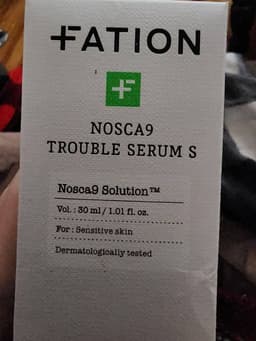 FATION
NOSCA9
TROUBLE SERUM S
Nosca9 Solution™
Vol. : 30 ml / 1.01 fl. oz.
For : Sensitive skin
Dermatologically tested